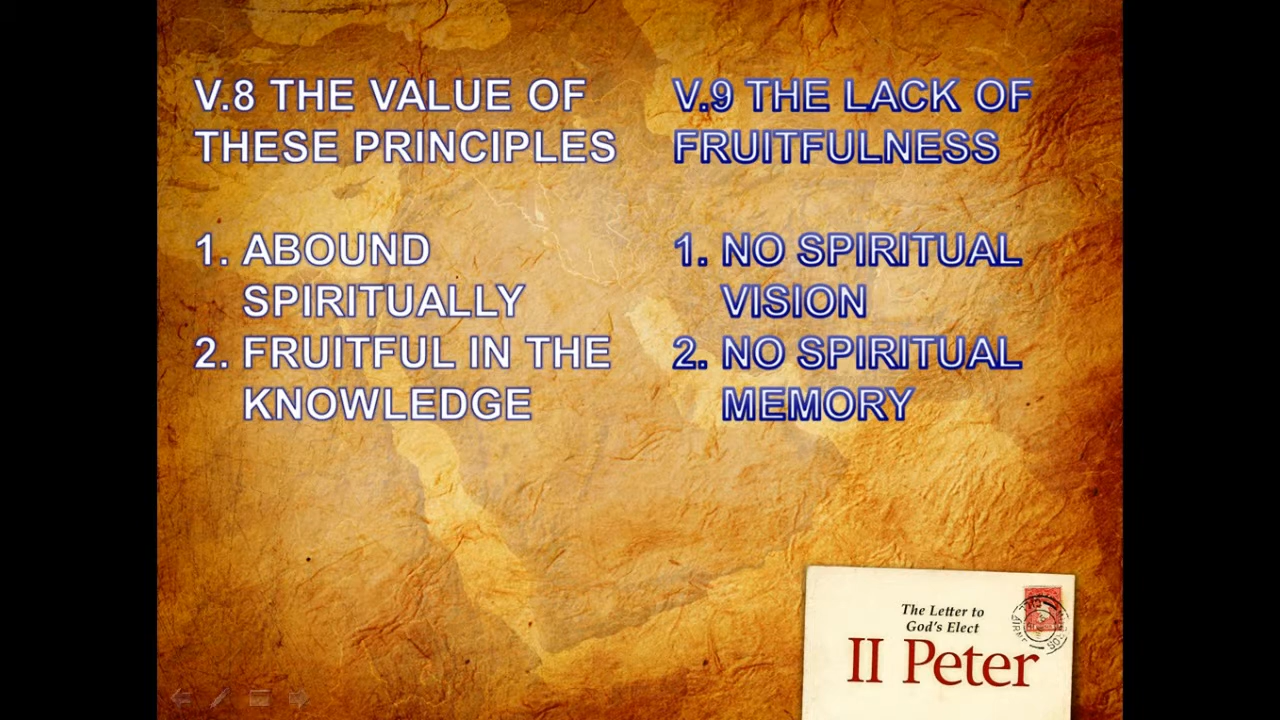 V.8 THE VALUE OF
THESE PRINCIPLES
1. ABOUND
SPIRITUALLY
2. FRUITFUL IN THE
KNOWLEDGE
V.9 THE LACK OF
FRUITFULNESS
1. NO SPIRITUAL
VISION
2. NO SPIRITUAL
MEMORY
The Letter to
God's Elect
II Peter